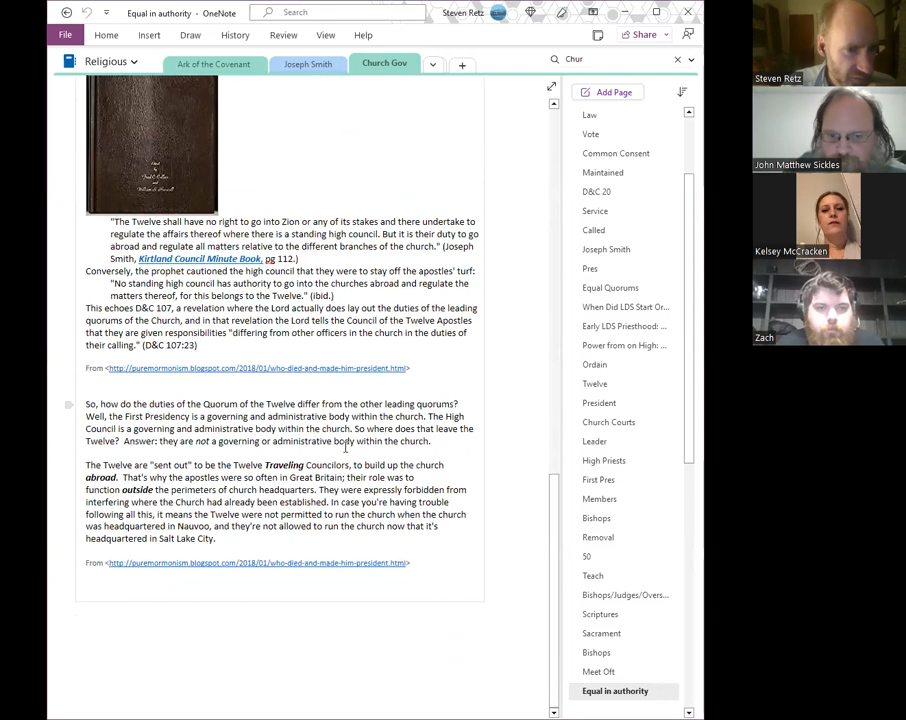 Equal in authority - OneNote
Search
Steven Retz
File
Home
Insert
Draw
History
Review
View
Help
Share
Religious
Ark of the Covenant
Joseph Smith
Church Gov
Chur
Add Page
"The Twelve shall have no right to go into Zion or any of its stakes and there undertake to
regulate the affairs thereof where there is a standing high council. But it is their duty to go
abroad and regulate all matters relative to the different branches of the church." (Joseph
Smith, Kirtland Council Minute Book, pg 112.)
Conversely, the prophet cautioned the high council that they were to stay off the apostles' turf:
"No standing high council has authority to go into the churches abroad and regulate the
matters thereof, for this belongs to the Twelve." (ibid.)
This echoes D&C 107, a revelation where the Lord actually does lay out the duties of the leading
quorums of the Church, and in that revelation the Lord tells the Council of the Twelve Apostles
that they are given responsibilities "differing from other officers in the church in the duties of
their calling." (D&C 107:23)
From <http://puremormonism.blogspot.com/2018/01/who-died-and-made-him-president.html>
So, how do the duties of the Quorum of the Twelve differ from the other leading quorums?
Well, the First Presidency is a governing and administrative body within the church. The High
Council is a governing and administrative body within the church. So where does that leave the
Twelve?  Answer: they are not a governing or administrative body within the church.
The Twelve are "sent out" to be the Twelve Traveling Councilors, to build up the church
abroad.  That's why the apostles were so often in Great Britain; their role was to
function outside the perimeters of church headquarters. They were expressly forbidden from
interfering where the Church had already been established. In case you're having trouble
following all this, it means the Twelve were not permitted to run the church when the church
was headquartered in Nauvoo, and they're not allowed to run the church now that it's
headquartered in Salt Lake City.
From <http://puremormonism.blogspot.com/2018/01/who-died-and-made-him-president.html>
Law
Vote
Common Consent
Maintained
D&C 20
Service
Called
Joseph Smith
Pres
Equal Quorums
When Did LDS Start Or...
Early LDS Priesthood: ...
Power from on High: ...
Ordain
Twelve
President
Church Courts
Leader
High Priests
First Pres
Members
Bishops
Removal
50
Teach
Bishops/Judges/Overs...
Scriptures
Sacrament
Bishops
Meet Oft
Equal in authority
Steven Retz
John Matthew Sickles
Kelsey McCracken
Zach